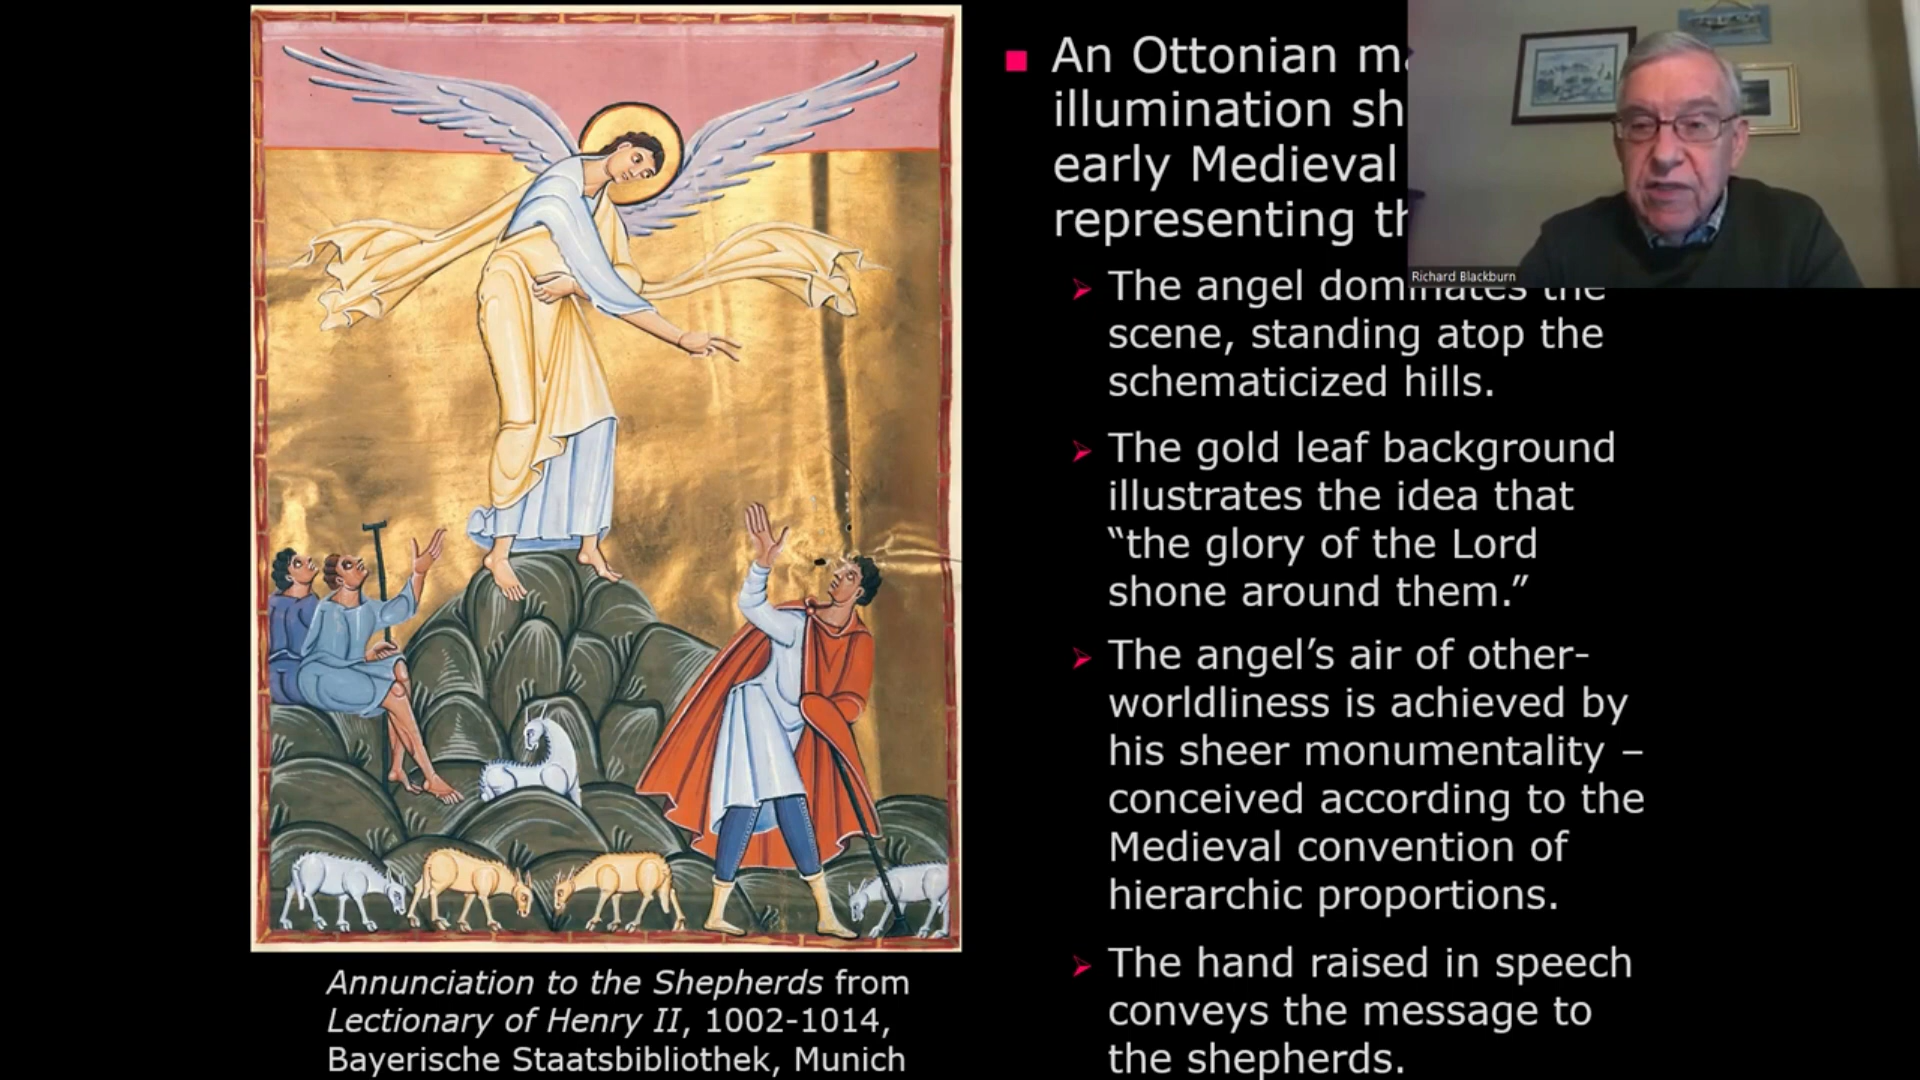 An Ottonian
illumination
early Medieval
representing
The angel dominates the
scene, standing atop the
schematicized hills.
The gold leaf background
illustrates the idea that
“the glory of the Lord
shone around them.”
The angel’s air of other-
worldliness is achieved by
his sheer monumentality –
conceived according to the
Medieval convention of
hierarchic proportions.
The hand raised in speech
conveys the message to
the shepherds.
Annunciation to the Shepherds from
Lectionary of Henry II, 1002-1014,
Bayerische Staatsbibliothek, Munich
Richard Blackburn